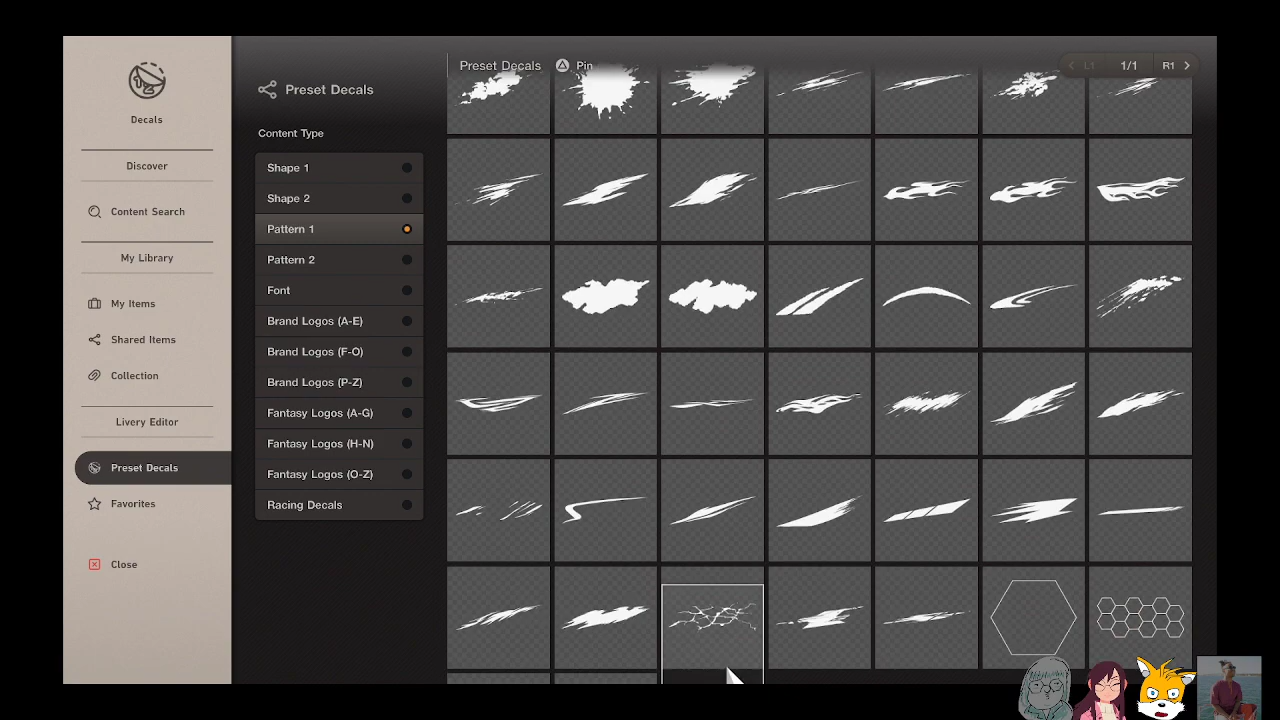 Decals
Discover
Content Search
My Library
My Items
Shared Items
Collection
Livery Editor
Preset Decals
Favorites
Close
Preset Decals
Content Type
Shape 1
Shape 2
Pattern 1
Pattern 2
Font
Brand Logos (A-E)
Brand Logos (F-O)
Brand Logos (P-Z)
Fantasy Logos (A-G)
Fantasy Logos (H-N)
Fantasy Logos (O-Z)
Racing Decals
Preset Decals Pin
L1 1/1 R1